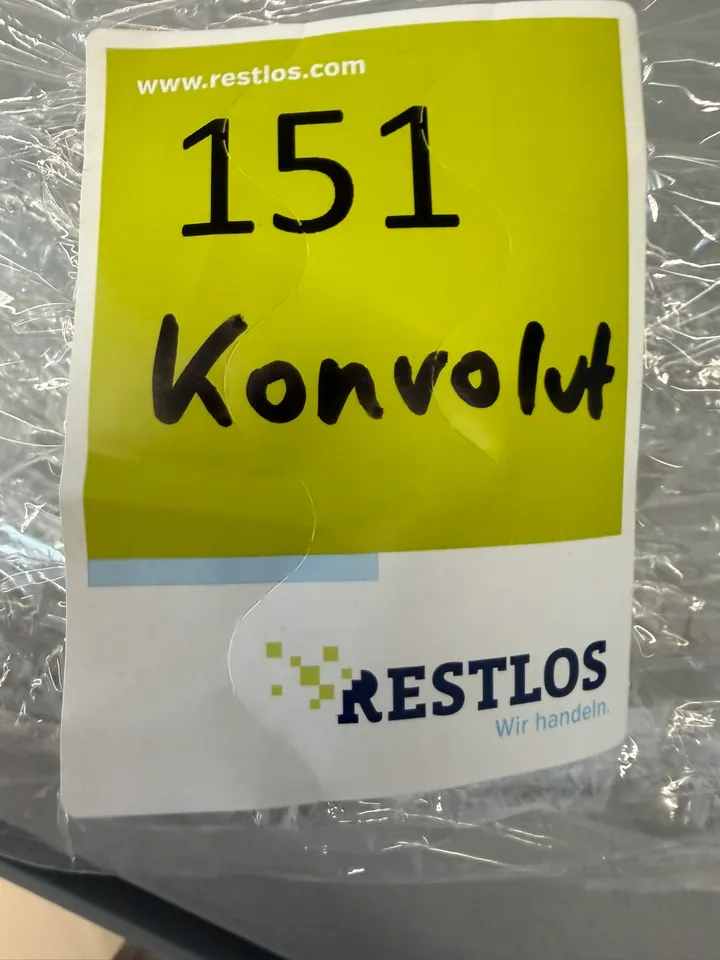 www.restlos.com
151
Konvolut
RESTLOS
Wir handeln.